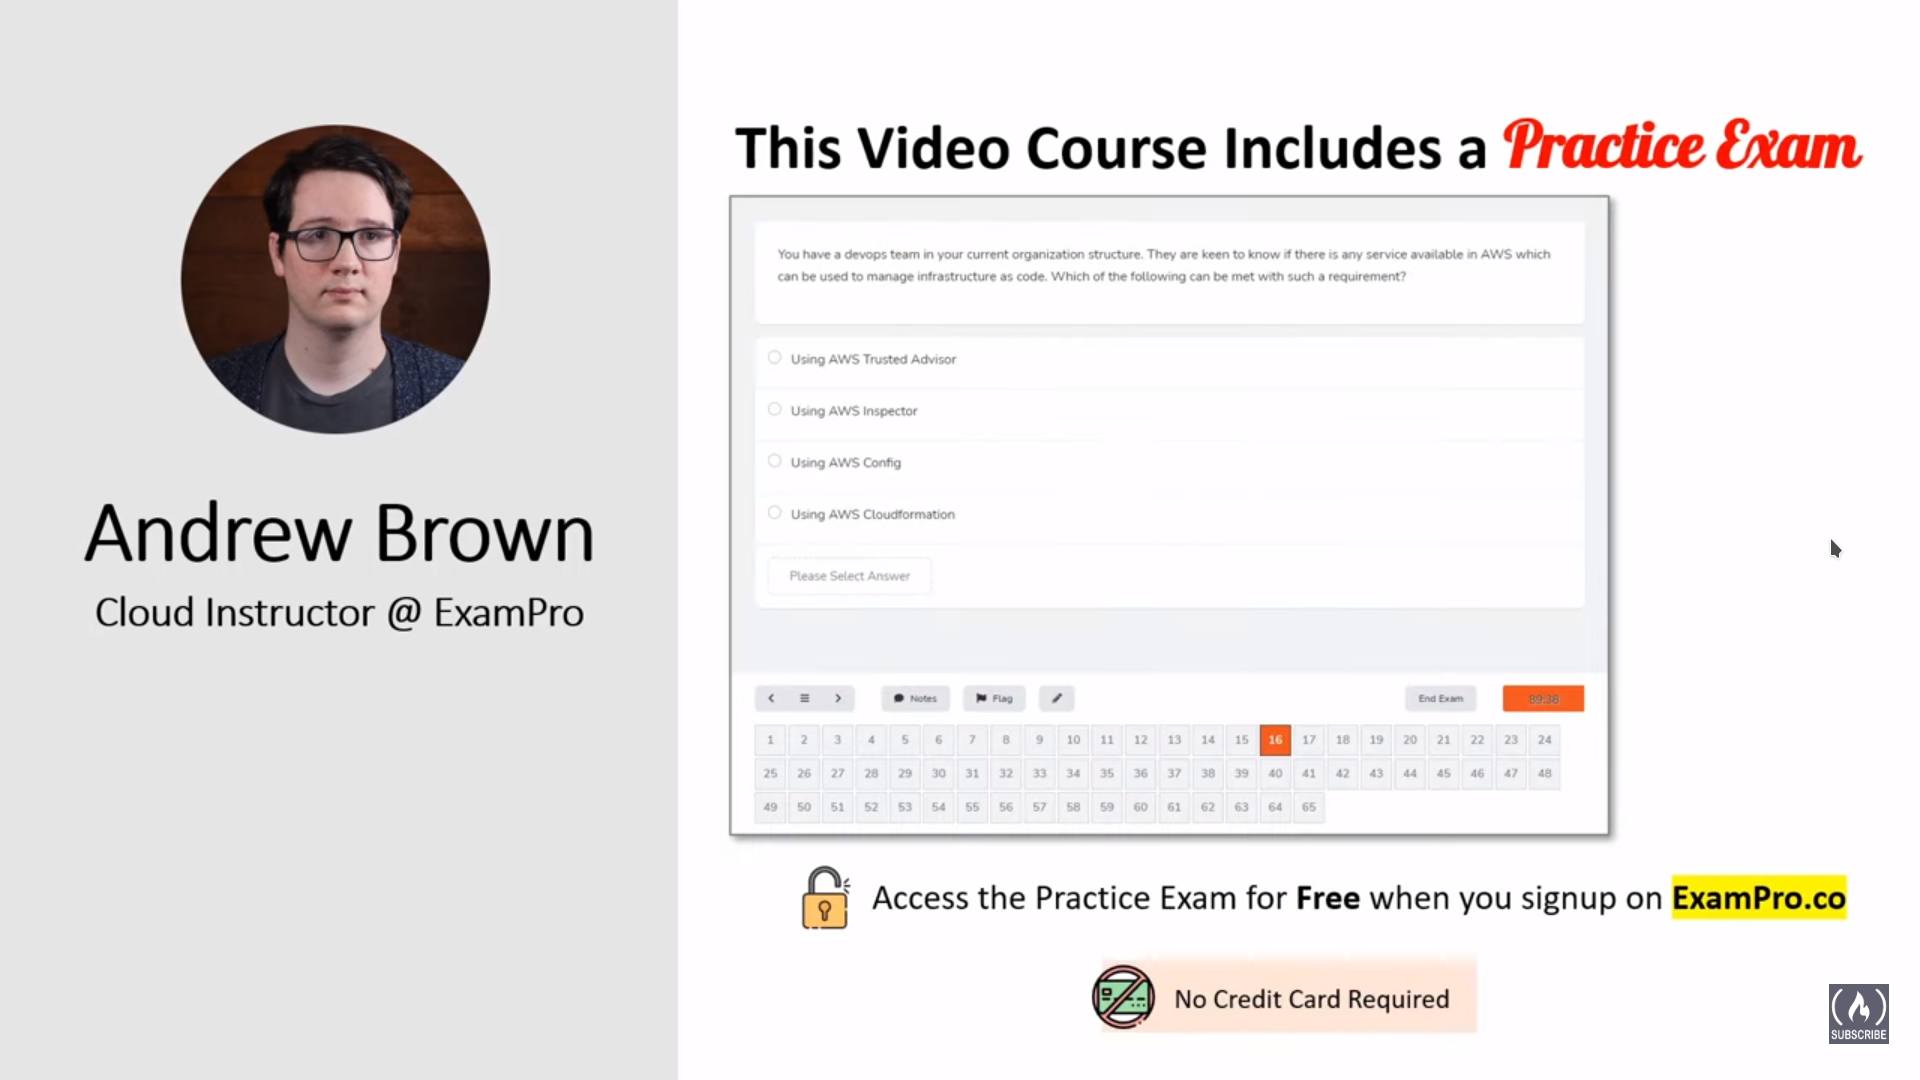 Andrew Brown
Cloud Instructor @ ExamPro
This Video Course Includes a Practice Exam
You have a devops team in your current organization structure. They are keen to know if there is any service available in AWS which
can be used to manage infrastructure as code. Which of the following can be met with such a requirement?
Using AWS Trusted Advisor
Using AWS Inspector
Using AWS Config
Using AWS Cloudformation
Please Select Answer
Notes Flag End Exam 89:38
1 2 3 4 5 6 7 8 9 10 11 12 13 14 15 16 17 18 19 20 21 22 23 24
25 26 27 28 29 30 31 32 33 34 35 36 37 38 39 40 41 42 43 44 45 46 47 48
49 50 51 52 53 54 55 56 57 58 59 60 61 62 63 64 65
Access the Practice Exam for Free when you signup on ExamPro.co
No Credit Card Required
SUBSCRIBE